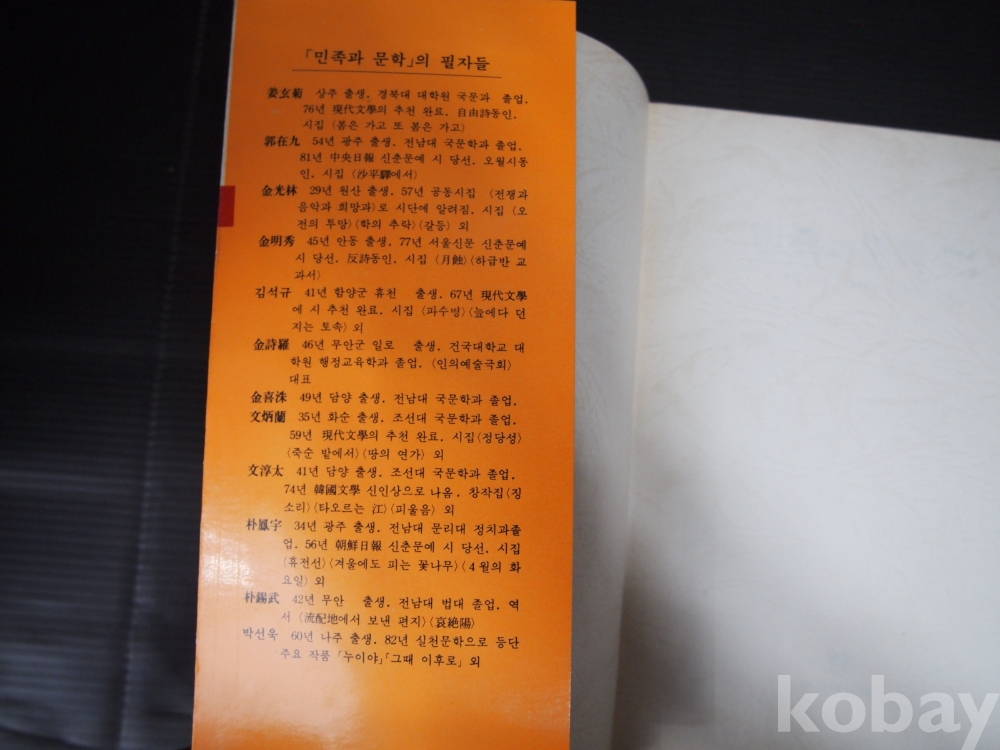 「민족과 문학」의 필자들
姜玄菊 상주 출생. 경북대 대학원 국문과 졸업.
76년 現代文學의 추천 완료. 自由詩동인.
시집 〈봄은 가고 또 봄은 가고〉
郭在九 54년 광주 출생. 전남대 국문학과 졸업.
81년 中央日報 신춘문예 시 당선. 오월시동
인. 시집 〈沙平驛에서〉
金光林 29년 원산 출생. 57년 공동시집 〈전쟁과
음악과 희망과〉로 시단에 알려짐. 시집 〈오
전의 투망〉〈학의 추락〉〈갈등〉 외
金明秀 45년 안동 출생. 77년 서울신문 신춘문예
시 당선. 反詩동인. 시집 〈月蝕〉〈하급반 교
과서〉
김석규 41년 함양군 휴천 출생. 67년 現代文學
에 시 추천 완료. 시집 〈파수병〉〈늪에다 던
지는 토속〉 외
金詩羅 46년 무안군 일로 출생. 건국대학교 대
학원 행정교육학과 졸업. 〈인의예술극회〉
대표
金喜洙 49년 담양 출생. 전남대 국문학과 졸업.
文炳蘭 35년 화순 출생. 조선대 국문학과 졸업.
59년 現代文學의 추천 완료. 시집〈정당성〉
〈죽순 밭에서〉〈땅의 연가〉 외
文淳太 41년 담양 출생. 조선대 국문학과 졸업.
74년 韓國文學 신인상으로 나옴. 창작집〈징
소리〉〈타오르는 江〉〈피울음〉 외
朴鳳宇 34년 광주 출생. 전남대 문리대 정치과졸
업. 56년 朝鮮日報 신춘문예 시 당선. 시집
〈휴전선〉〈겨울에도 피는 꽃나무〉〈4월의 화
요일〉 외
朴錫武 42년 무안 출생. 전남대 법대 졸업. 역
서 〈流配地에서 보낸 편지〉〈哀絶陽〉
박선욱 60년 나주 출생. 82년 실천문학으로 등단
주요 작품 「누이야」「그때 이후로」 외
kobay